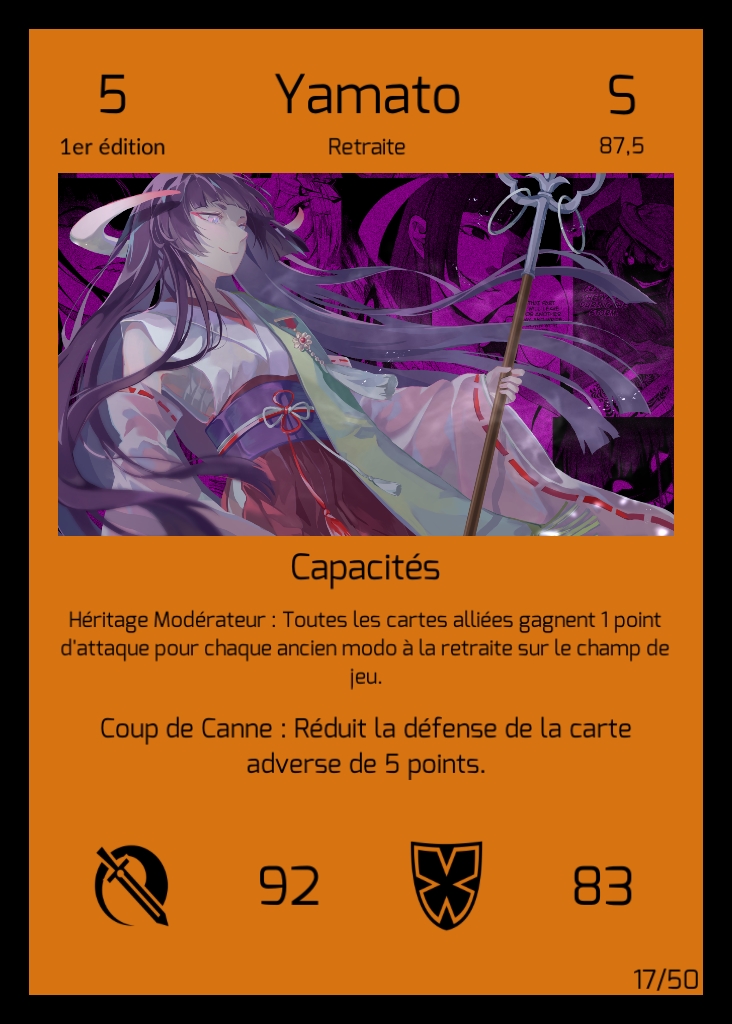 5 Yamato S
1er édition Retraite 87,5
Capacités
Héritage Modérateur : Toutes les cartes alliées gagnent 1 point
d'attaque pour chaque ancien modo à la retraite sur le champ de
jeu.
Coup de Canne : Réduit la défense de la carte
adverse de 5 points.
92 83
17/50